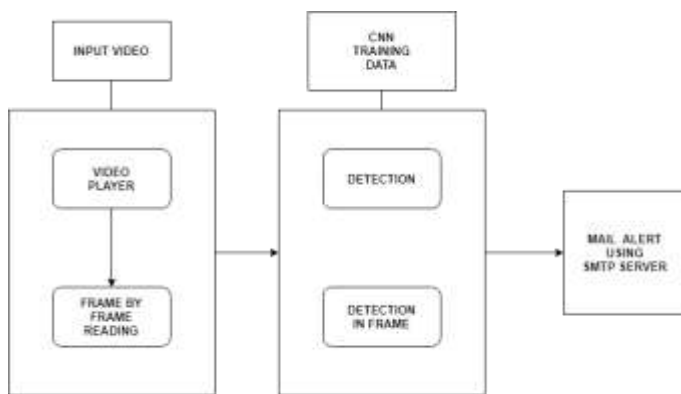 INPUT VIDEO
CNN
TRAINING
DATA
VIDEO
PLAYER
FRAME BY
FRAME
READING
DETECTION
DETECTION
IN FRAME
MAIL ALERT
USING
SMTP SERVER